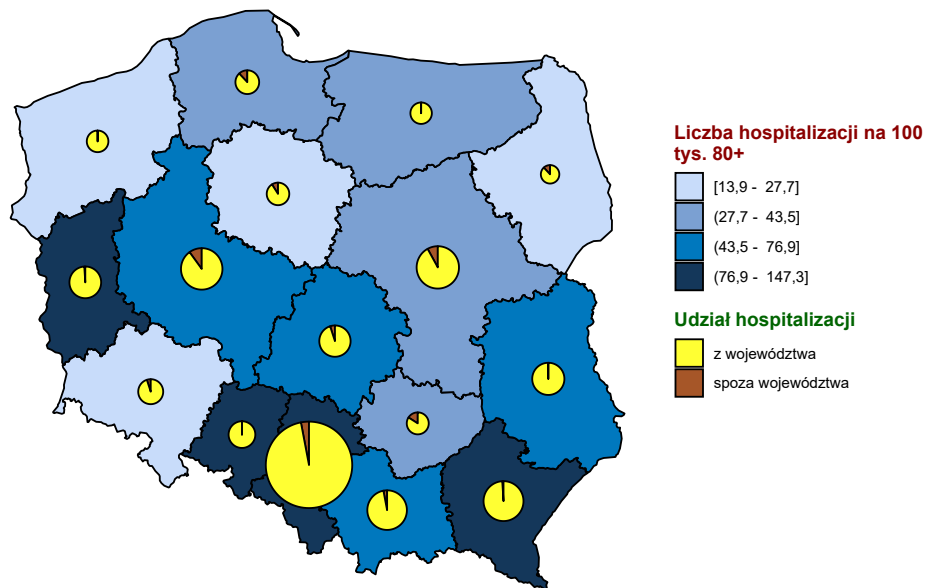 Liczba hospitalizacji na 100
tys. 80+
[13,9 - 27,7]
(27,7 - 43,5]
(43,5 - 76,9]
(76,9 - 147,3]
Udział hospitalizacji
z województwa
spoza województwa